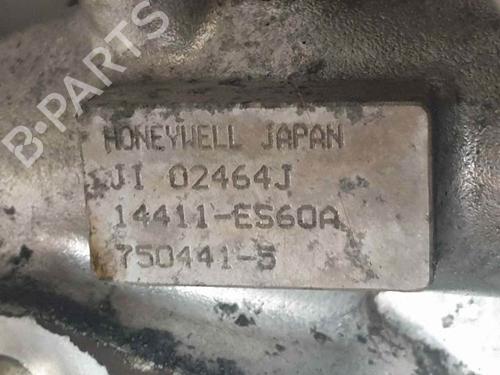 B-PARTS
HONEYWELL JAPAN
JI 02464J
14411-ES60A
750441-5